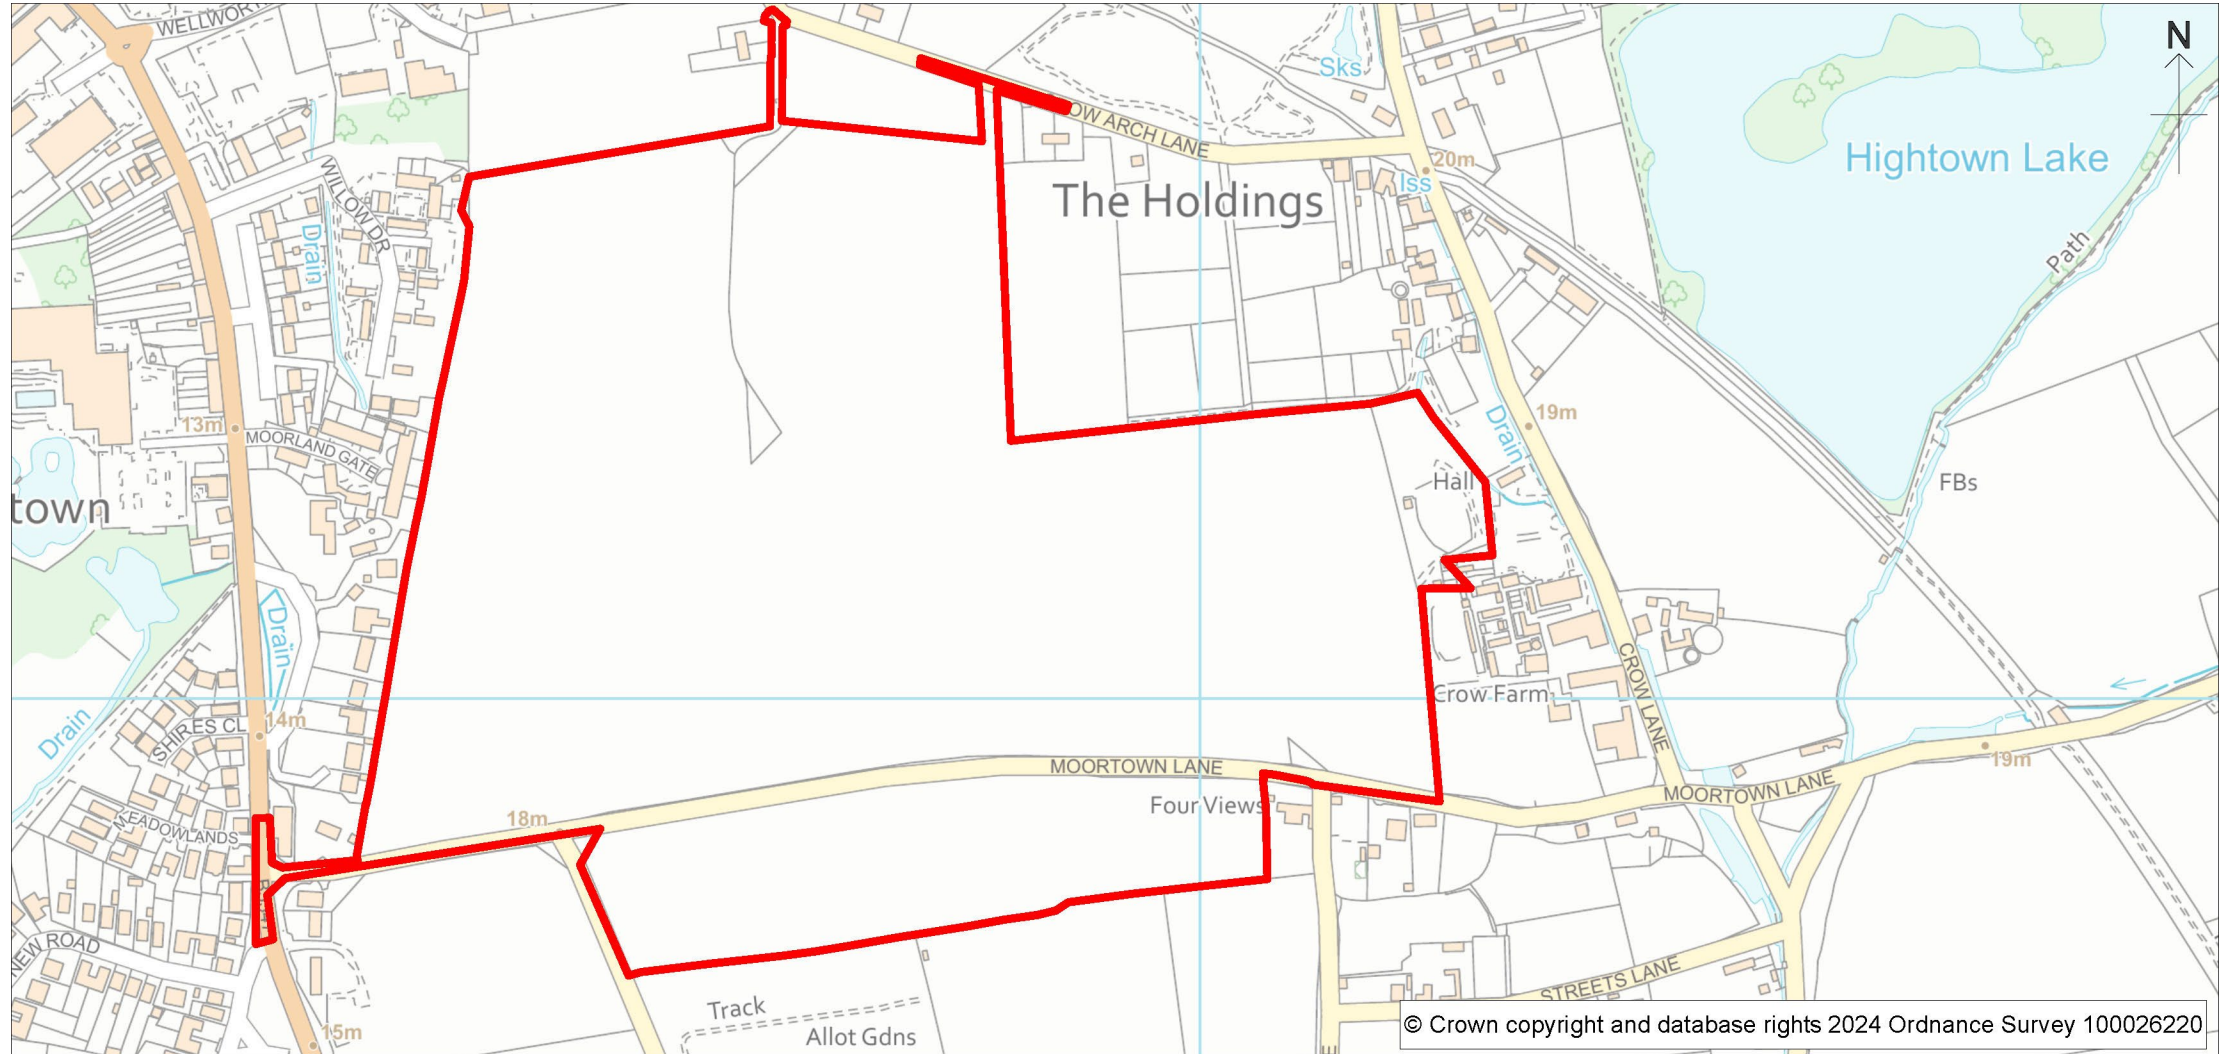 WELLWORTH
N
Sks
OW ARCH LANE
20m
Hightown Lake
Iss
The Holdings
WILLOW DR
Drain
Path
13m
MOORLAND GATE
19m
Drain
Hall
FBs
town
Drain
CROW LANE
Crow Farm
14m
SHIRES CL
Drain
19m
MOORTOWN LANE
MOORTOWN LANE
Four Views
18m
MEADOWLANDS
NEW ROAD
STREETS LANE
Track
Allot Gdns
15m
© Crown copyright and database rights 2024 Ordnance Survey 100026220